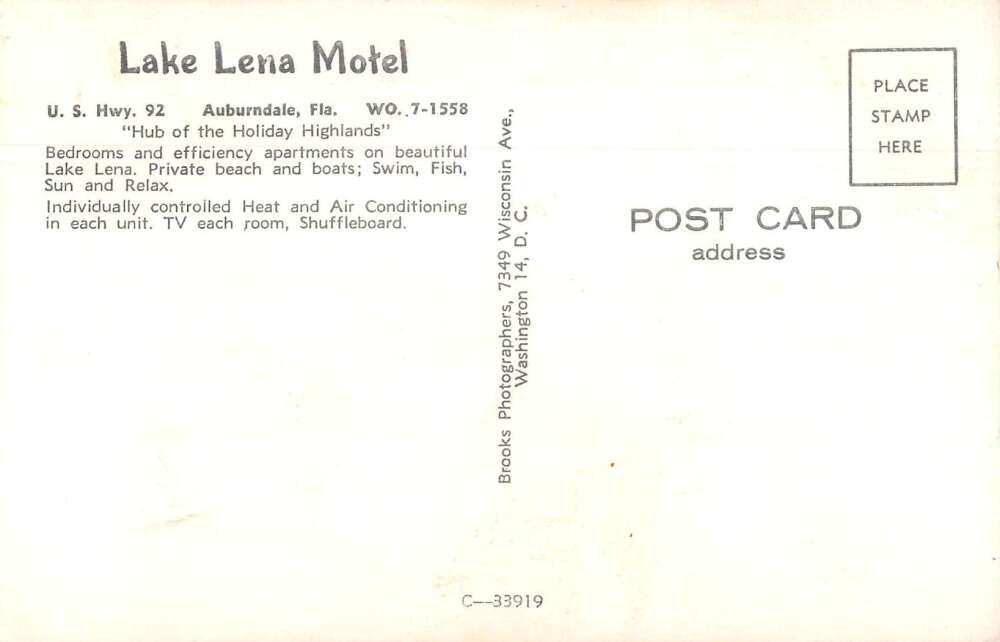 Lake Lena Motel
U. S. Hwy. 92 Auburndale, Fla. WO. 7-1558
"Hub of the Holiday Highlands"
Bedrooms and efficiency apartments on beautiful
Lake Lena. Private beach and boats; Swim, Fish,
Sun and Relax.
Individually controlled Heat and Air Conditioning
in each unit. TV each room, Shuffleboard.
Brooks Photographers, 7349 Wisconsin Ave.,
Washington 14, D. C.
PLACE
STAMP
HERE
POST CARD
address
C—33919